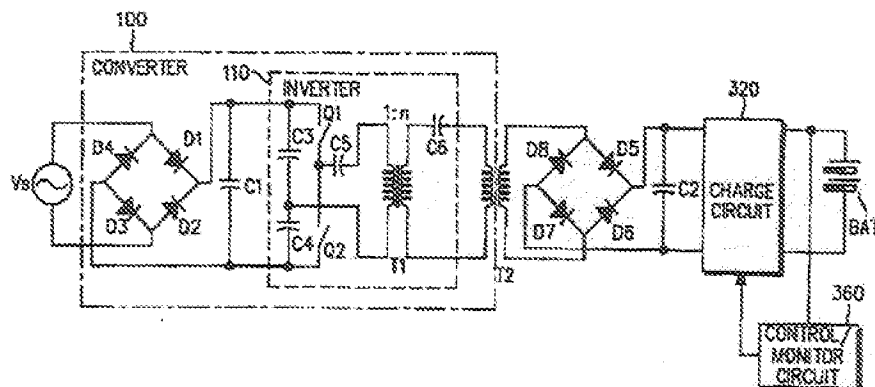 100
CONVERTER
110
INVERTER
320
Q1
1:n
D4
D1
C3
C5
C6
D8
D5
Vs
C1
C2
CHARGE
CIRCUIT
D3
D2
C4
Q2
D7
D6
BAT
T1
T2
360
CONTROL
MONITOR
CIRCUIT